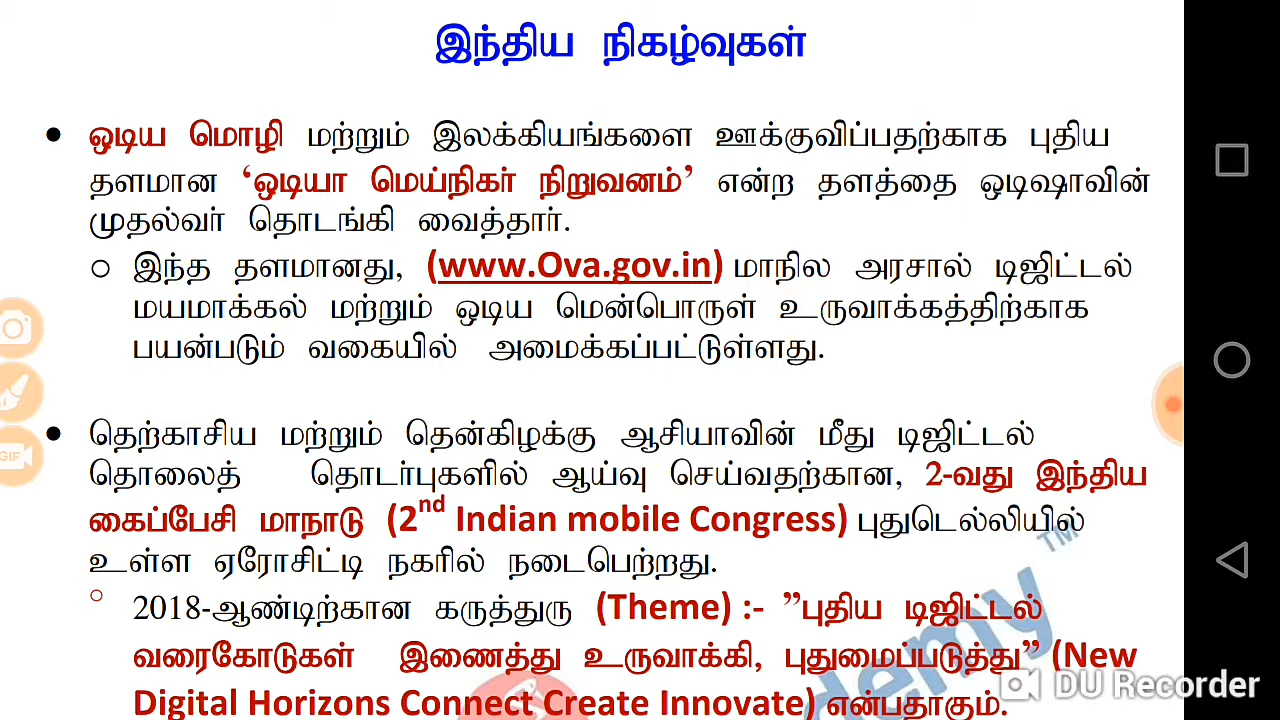 இந்திய நிகழ்வுகள்
• ஒடிய மொழி மற்றும் இலக்கியங்களை ஊக்குவிப்பதற்காக புதிய
தளமான ‘ஒடியா மெய்நிகர் நிறுவனம்’ என்ற தளத்தை ஒடிஷாவின்
முதல்வர் தொடங்கி வைத்தார்.
o இந்த தளமானது, (www.Ova.gov.in) மாநில அரசால் டிஜிட்டல்
மயமாக்கல் மற்றும் ஒடிய மென்பொருள் உருவாக்கத்திற்காக
பயன்படும் வகையில் அமைக்கப்பட்டுள்ளது.
• தெற்காசிய மற்றும் தென்கிழக்கு ஆசியாவின் மீது டிஜிட்டல்
தொலைத் தொடர்புகளில் ஆய்வு செய்வதற்கான, 2-வது இந்திய
கைப்பேசி மாநாடு (2nd Indian mobile Congress) புதுடெல்லியில்
உள்ள ஏரோசிட்டி நகரில் நடைபெற்றது.
o 2018-ஆண்டிற்கான கருத்துரு (Theme) :- ”புதிய டிஜிட்டல்
வரைகோடுகள் இணைத்து உருவாக்கி, புதுமைப்படுத்து” (New
Digital Horizons Connect Create Innovate) என்பதாகும்.
GIF
TM
DU Recorder